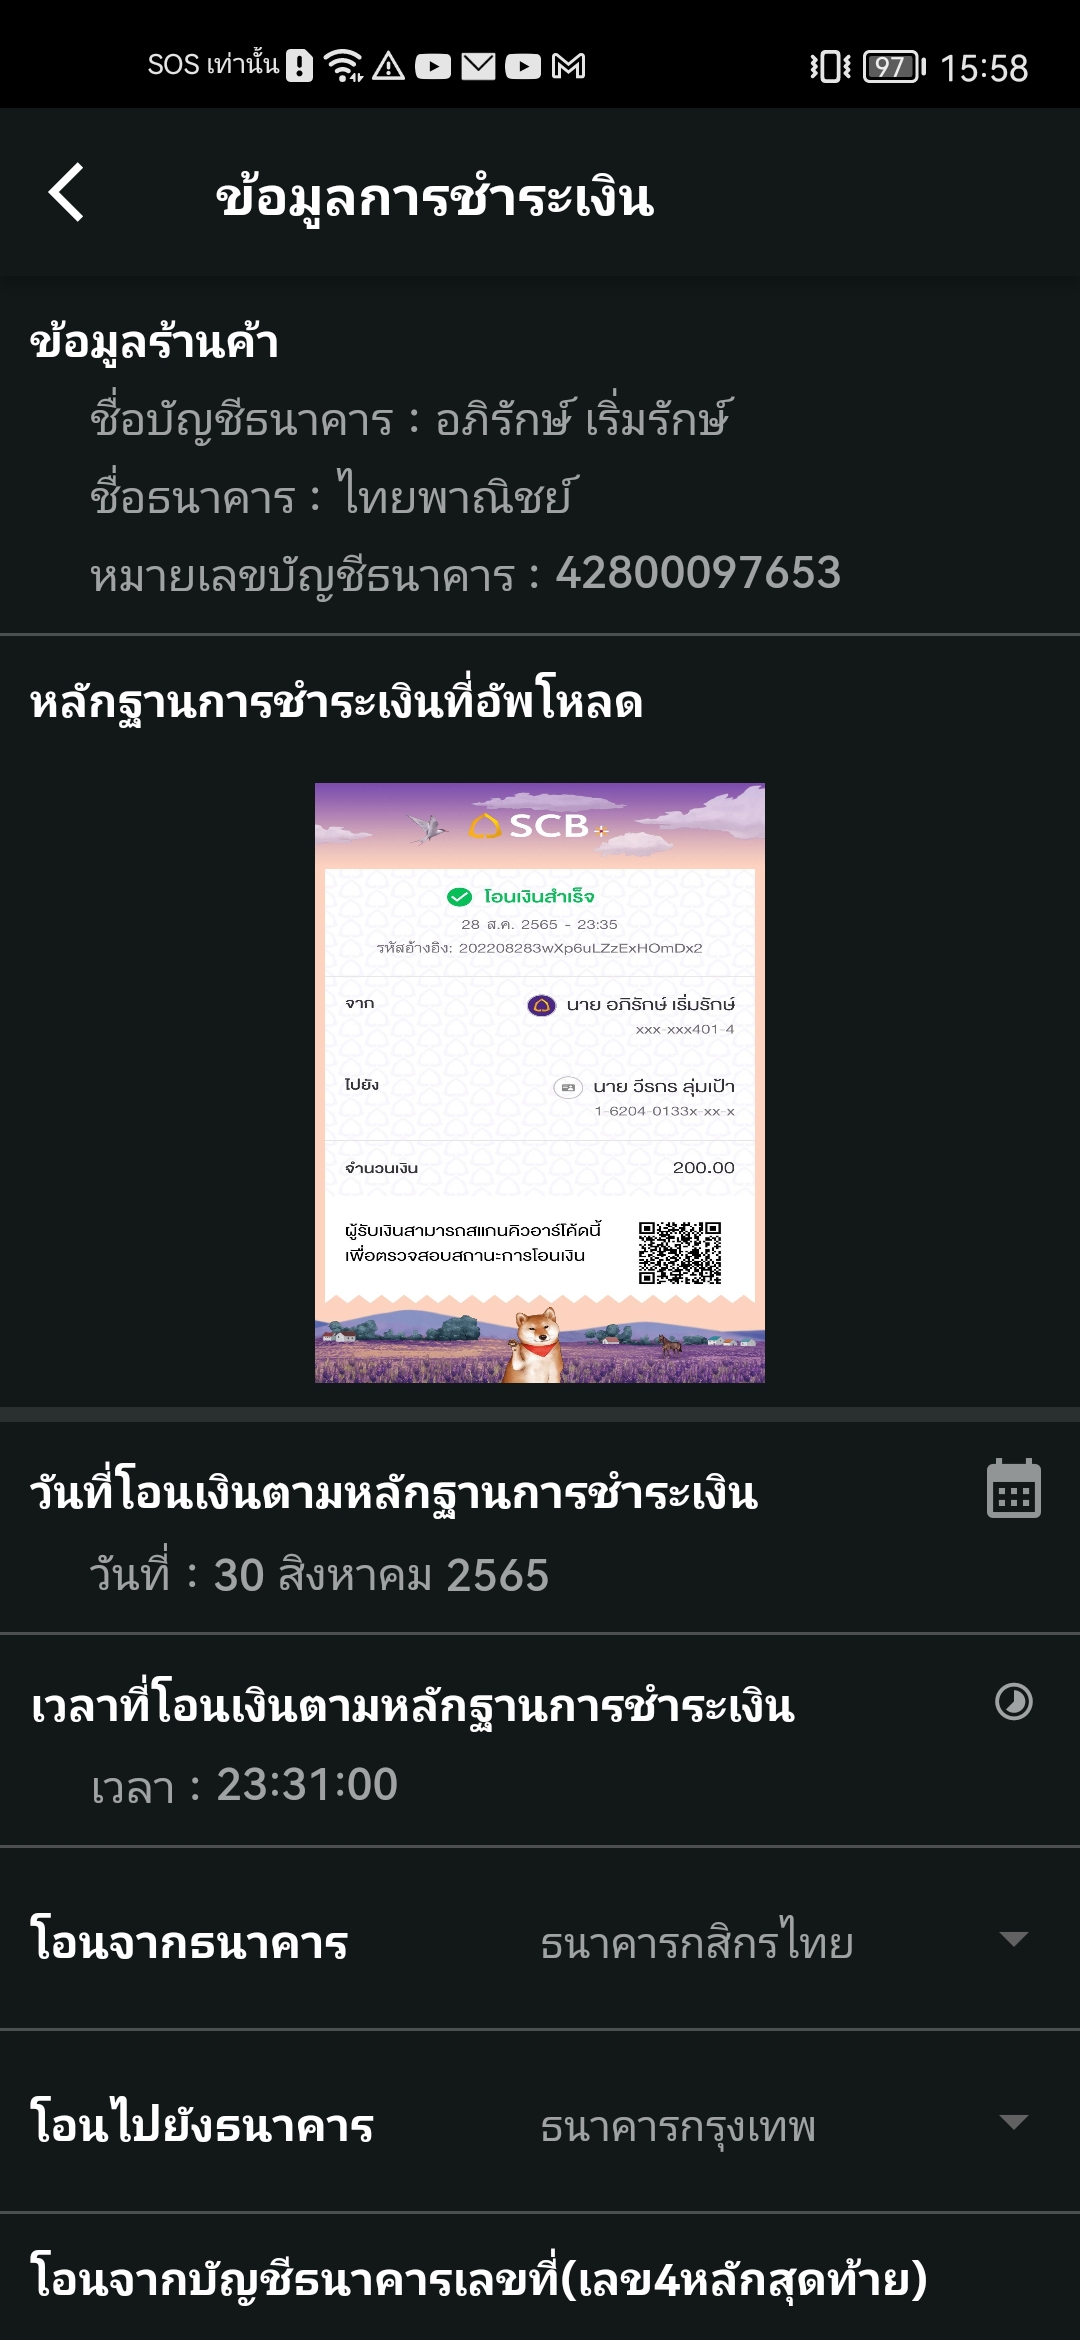 SOS เท่านั้น
97 15:58
ข้อมูลการชำระเงิน
ข้อมูลร้านค้า
ชื่อบัญชีธนาคาร : อภิรักษ์ เริ่มรักษ์
ชื่อธนาคาร : ไทยพาณิชย์
หมายเลขบัญชีธนาคาร : 42800097653
หลักฐานการชำระเงินที่อัพโหลด
SCB
โอนเงินสำเร็จ
28 ส.ค. 2565 - 23:35
รหัสอ้างอิง: 202208283wXp6uLZzExHOmDx2
จาก นาย อภิรักษ์ เริ่มรักษ์
xxx-xxx401-4
ไปยัง นาย วีรกร ลุ่มเป้า
1-6204-0133x-xx-x
จำนวนเงิน 200.00
ผู้รับเงินสามารถสแกนคิวอาร์โค้ดนี้
เพื่อตรวจสอบสถานะการโอนเงิน
วันที่โอนเงินตามหลักฐานการชำระเงิน
วันที่ : 30 สิงหาคม 2565
เวลาที่โอนเงินตามหลักฐานการชำระเงิน
เวลา : 23:31:00
โอนจากธนาคาร ธนาคารกสิกรไทย
โอนไปยังธนาคาร ธนาคารกรุงเทพ
โอนจากบัญชีธนาคารเลขที่(เลข4หลักสุดท้าย)